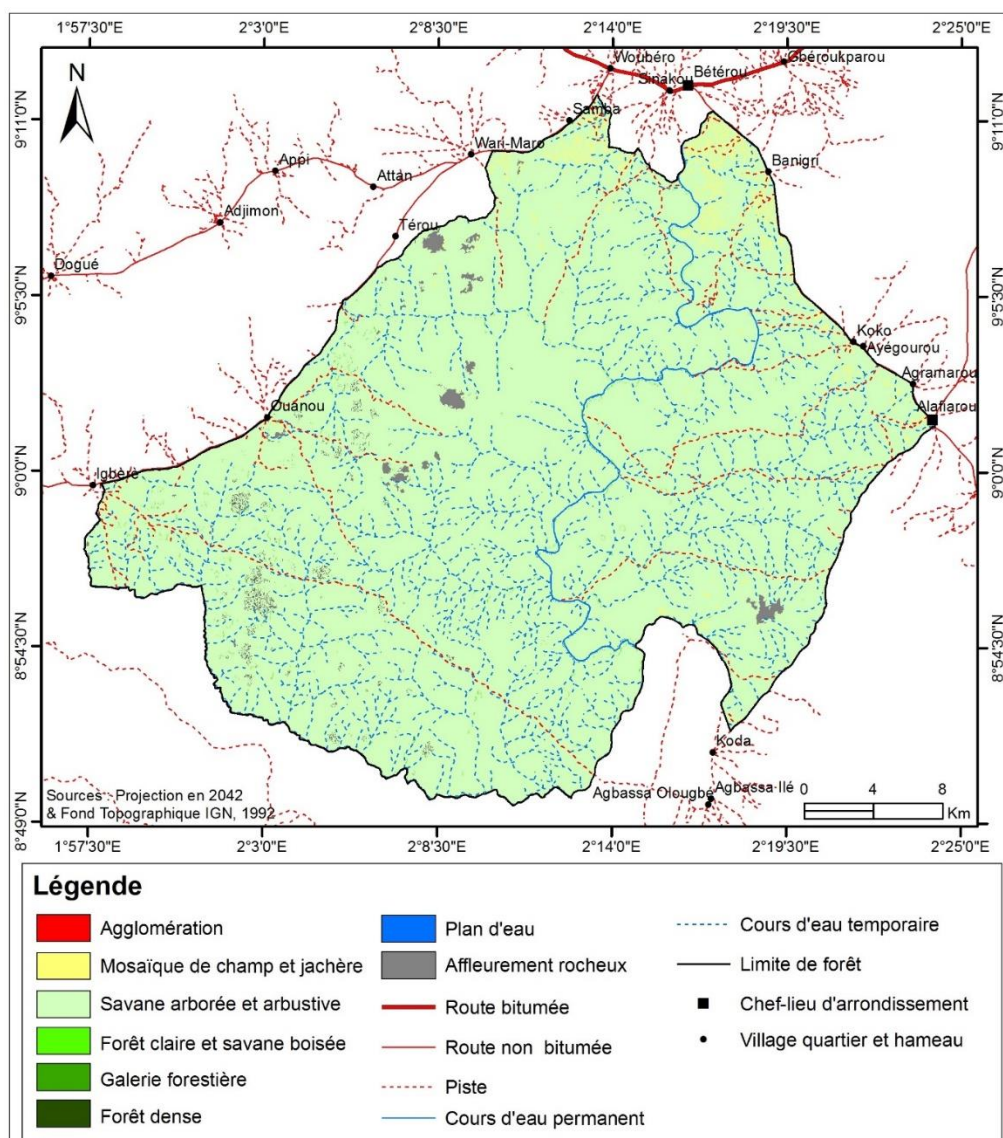 1°57'30"E 2°3'0"E 2°8'30"E 2°14'0"E 2°19'30"E 2°25'0"E
N
Woubéro
Gbéroukparou
Bétérou
Sinakou
Samba
9°11'0"N 9°11'0"N
Wari-Maro
Appi
Attan
Banigri
Adjimon
Térou
Dogué
9°5'30"N 9°5'30"N
Koko
Ayégourou
Agramarou
Alafiarou
Ouanou
Igbèrè
9°0'0"N 9°0'0"N
8°54'30"N 8°54'30"N
Koda
Agbassa Ilé
Agbassa Olougbé
Sources : Projection en 2042
& Fond Topographique IGN, 1992
0 4 8
Km
8°49'0"N 8°49'0"N
1°57'30"E 2°3'0"E 2°8'30"E 2°14'0"E 2°19'30"E 2°25'0"E
Légende
Agglomération
Mosaïque de champ et jachère
Savane arborée et arbustive
Forêt claire et savane boisée
Galerie forestière
Forêt dense
Plan d'eau
Affleurement rocheux
Route bitumée
Route non bitumée
Piste
Cours d'eau permanent
Cours d'eau temporaire
Limite de forêt
Chef-lieu d'arrondissement
Village quartier et hameau